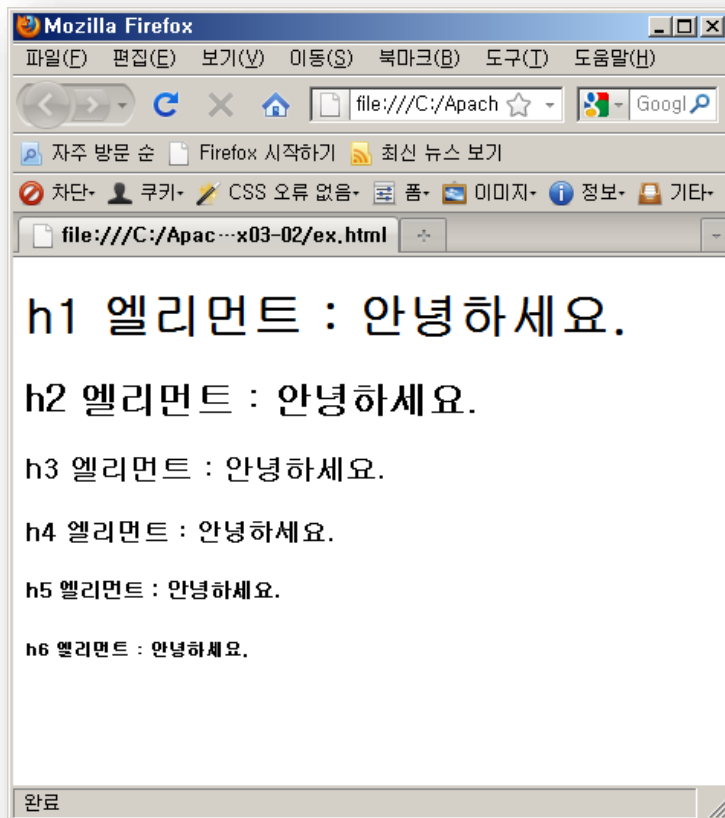 Mozilla Firefox
파일(F) 편집(E) 보기(V) 이동(S) 북마크(B) 도구(T) 도움말(H)
file:///C:/Apach Googl
자주 방문 순 Firefox 시작하기 최신 뉴스 보기
차단 쿠키 CSS 오류 없음 폼 이미지 정보 기타
file:///C:/Apac…x03-02/ex.html
h1 엘리먼트 : 안녕하세요.
h2 엘리먼트 : 안녕하세요.
h3 엘리먼트 : 안녕하세요.
h4 엘리먼트 : 안녕하세요.
h5 엘리먼트 : 안녕하세요.
h6 엘리먼트 : 안녕하세요.
완료